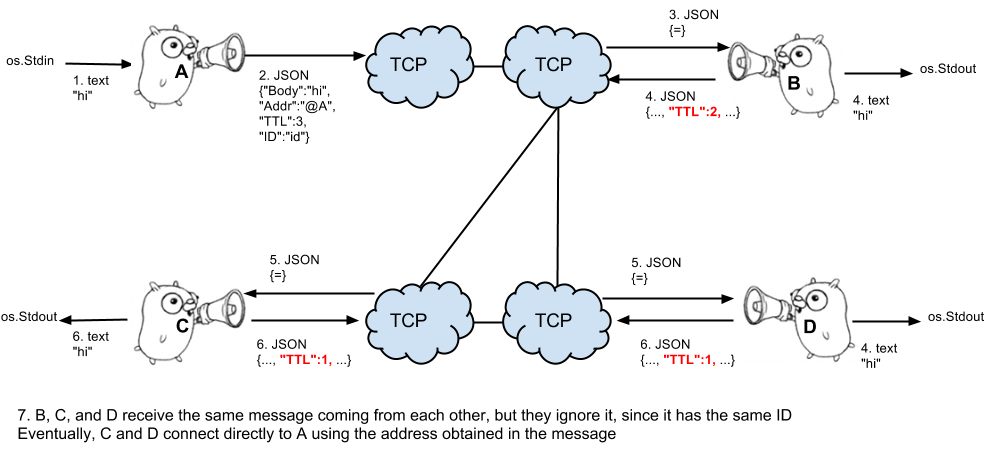 os.Stdin
1. text
"hi"
A
2. JSON
{"Body":"hi",
"Addr":"@A",
"TTL":3,
"ID":"id"}
TCP
TCP
3. JSON
{=}
4. JSON
{..., "TTL":2, ...}
B
os.Stdout
4. text
"hi"
os.Stdout
6. text
"hi"
C
5. JSON
{=}
6. JSON
{..., "TTL":1, ...}
TCP
TCP
5. JSON
{=}
6. JSON
{..., "TTL":1, ...}
D
os.Stdout
4. text
"hi"
7. B, C, and D receive the same message coming from each other, but they ignore it, since it has the same ID
Eventually, C and D connect directly to A using the address obtained in the message